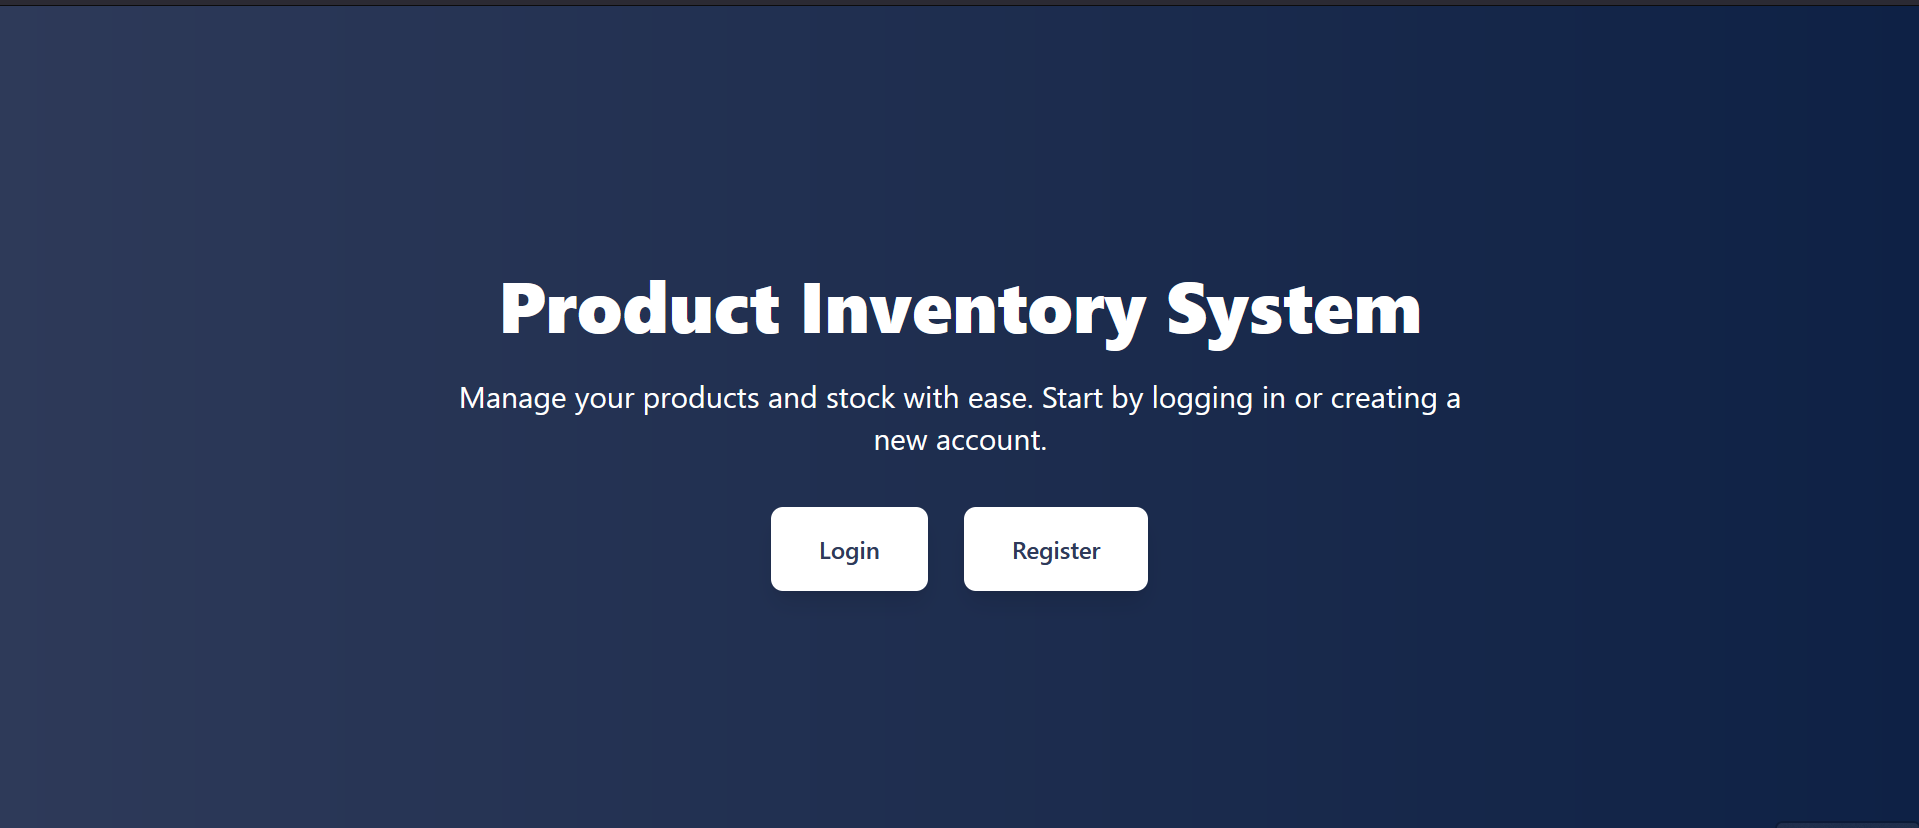 Product Inventory System
Manage your products and stock with ease. Start by logging in or creating a
new account.
Login
Register